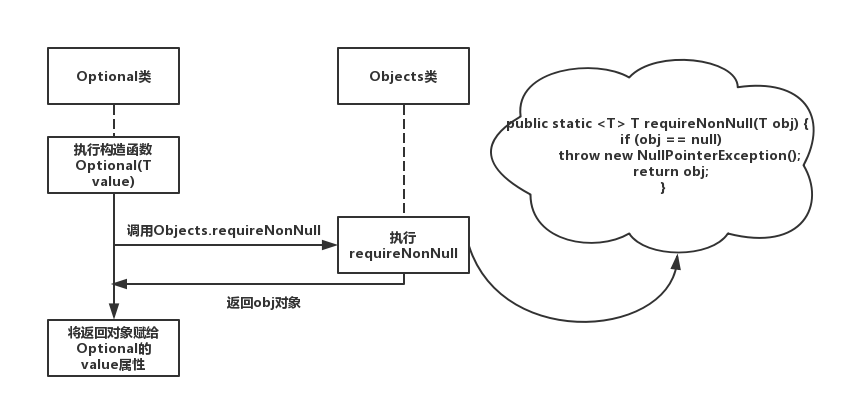 Optional类
Objects类
public static <T> T requireNonNull(T obj) {
if (obj == null)
throw new NullPointerException();
return obj;
}
执行构造函数
Optional(T
value)
调用Objects.requireNonNull
执行
requireNonNull
返回obj对象
将返回对象赋给
Optional的
value属性